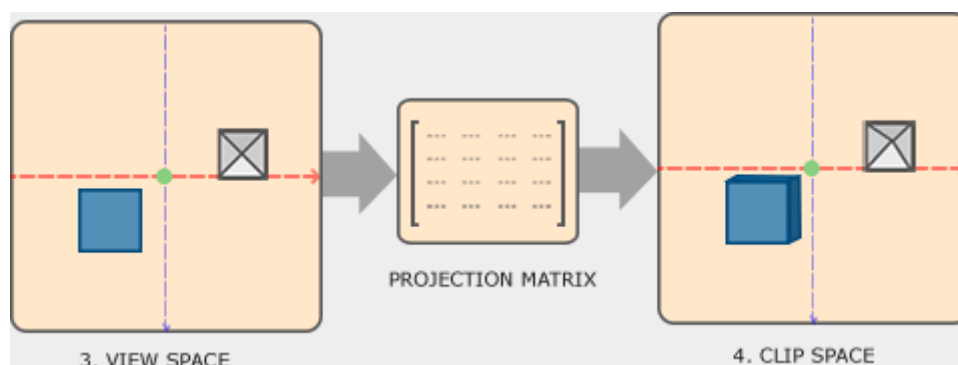 PROJECTION MATRIX
3. VIEW SPACE
4. CLIP SPACE